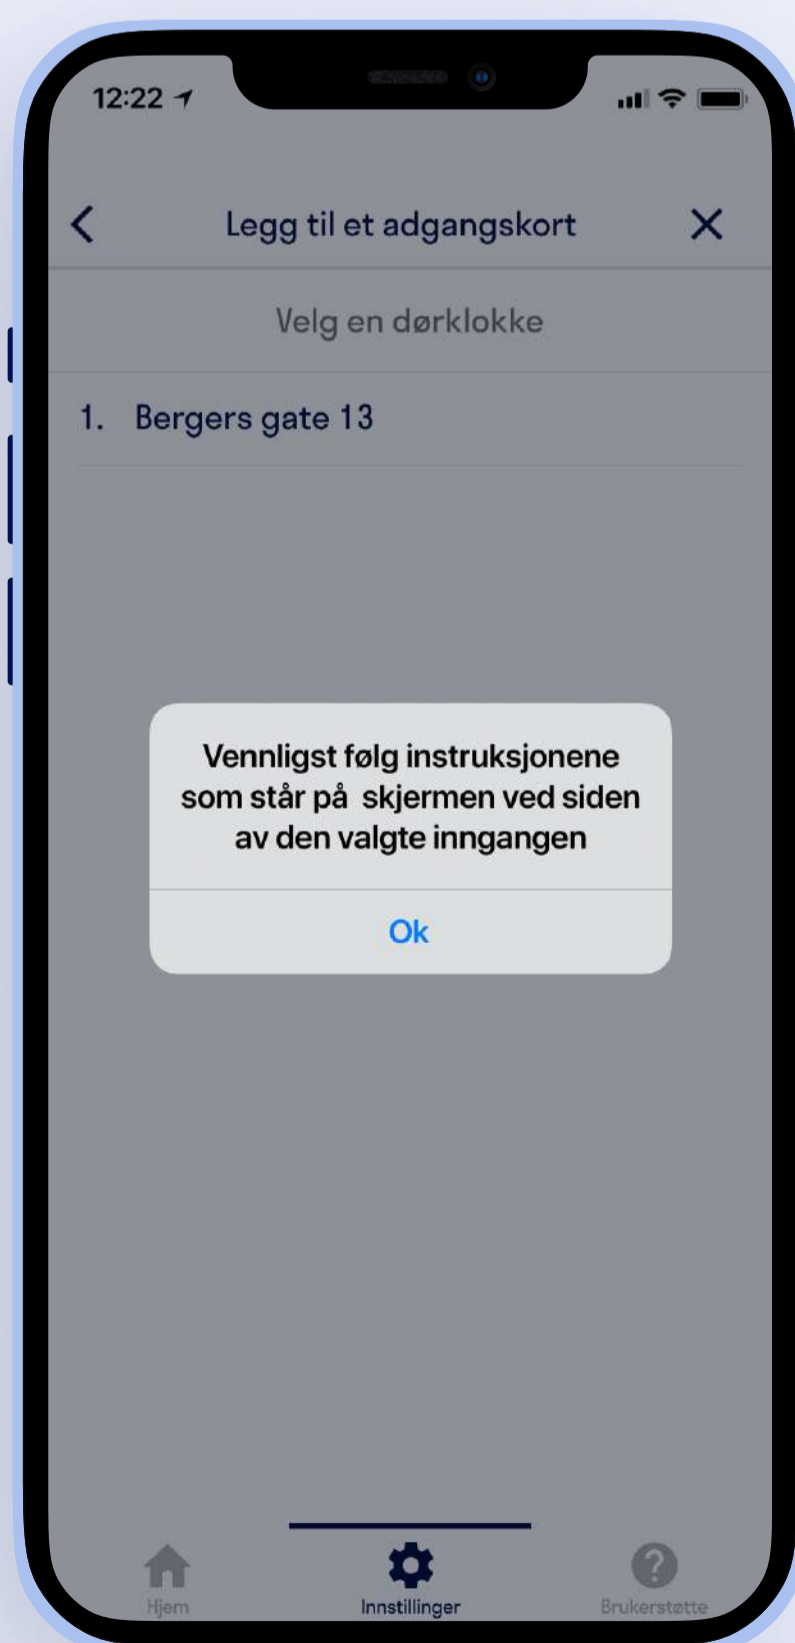 12:22
Legg til et adgangskort
Velg en dørklokke
1. Bergers gate 13
Vennligst følg instruksjonene
som står på skjermen ved siden
av den valgte inngangen
Ok
Hjem
Innstillinger
Brukerstøtte